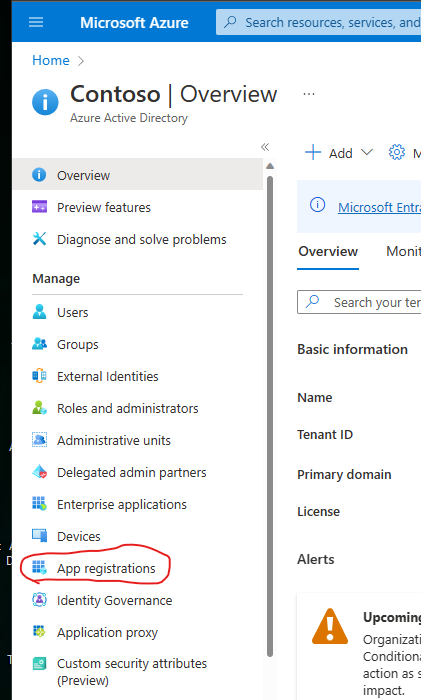 Microsoft Azure
Search resources, services, and
Home
Contoso | Overview
Azure Active Directory
Overview
Preview features
Diagnose and solve problems
Manage
Users
Groups
External Identities
Roles and administrators
Administrative units
Delegated admin partners
Enterprise applications
Devices
App registrations
Identity Governance
Application proxy
Custom security attributes
(Preview)
Add
M
Microsoft Entra
Overview
Monit
Search your ten
Basic information
Name
Tenant ID
Primary domain
License
Alerts
Upcoming
Organizati
Conditiona
action as s
impact.